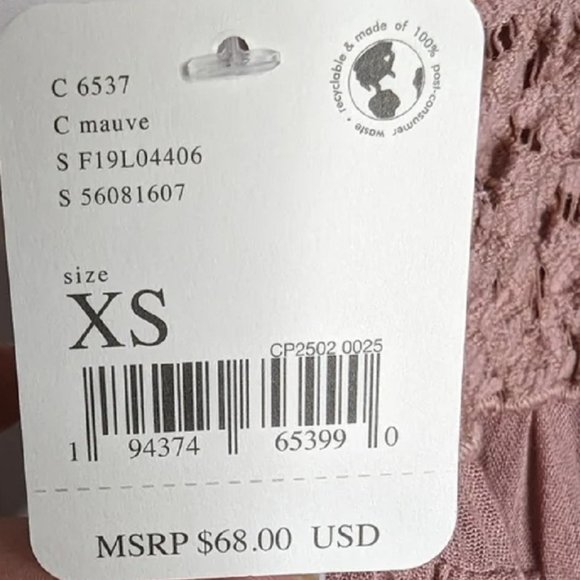 C 6537
C mauve
S F19L04406
S 56081607
recyclable & made of 100% post-consumer waste •
size
XS
CP2502 0025
1 94374 65399 0
MSRP $68.00 USD